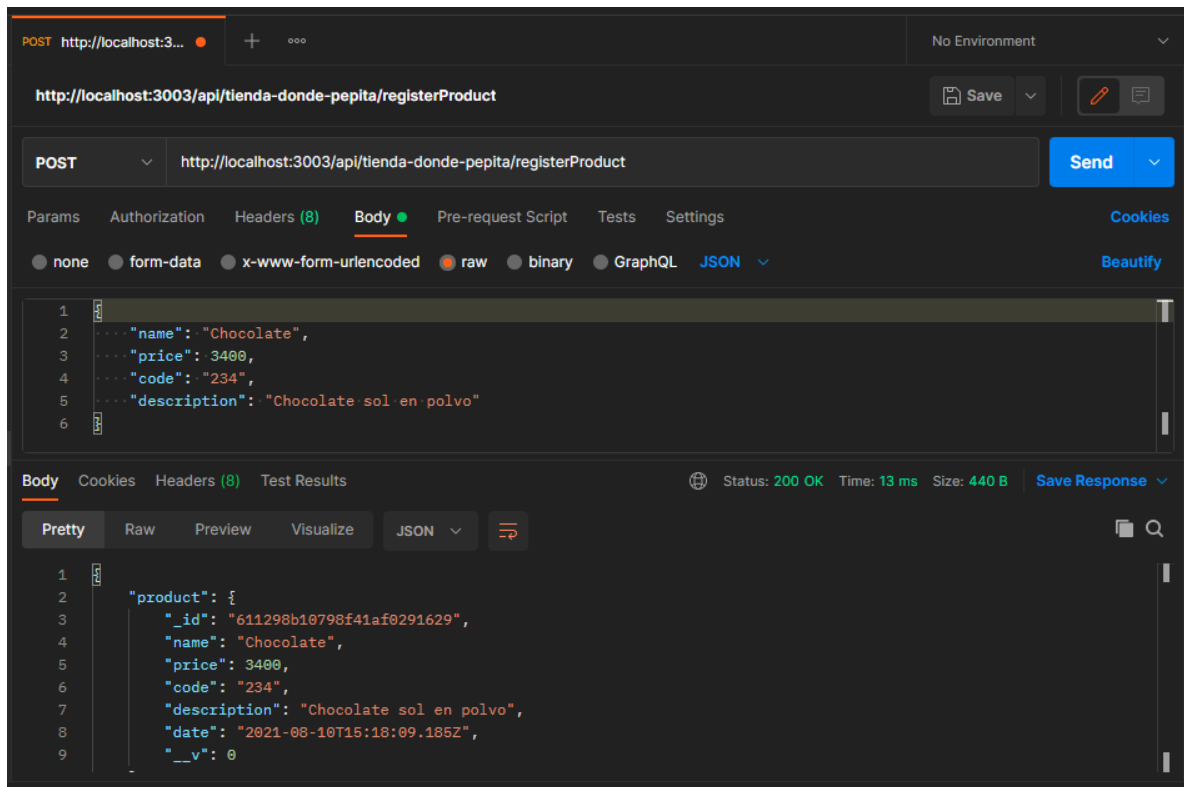 POST http://localhost:3... No Environment
http://localhost:3003/api/tienda-donde-pepita/registerProduct Save
POST http://localhost:3003/api/tienda-donde-pepita/registerProduct Send
Params Authorization Headers (8) Body Pre-request Script Tests Settings Cookies
none form-data x-www-form-urlencoded raw binary GraphQL JSON Beautify
1 {
2 "name": "Chocolate",
3 "price": 3400,
4 "code": "234",
5 "description": "Chocolate sol en polvo"
6 }
Body Cookies Headers (8) Test Results Status: 200 OK Time: 13 ms Size: 440 B Save Response
Pretty Raw Preview Visualize JSON
1 {
2 "product": {
3 "_id": "611298b10798f41af0291629",
4 "name": "Chocolate",
5 "price": 3400,
6 "code": "234",
7 "description": "Chocolate sol en polvo",
8 "date": "2021-08-10T15:18:09.185Z",
9 "__v": 0